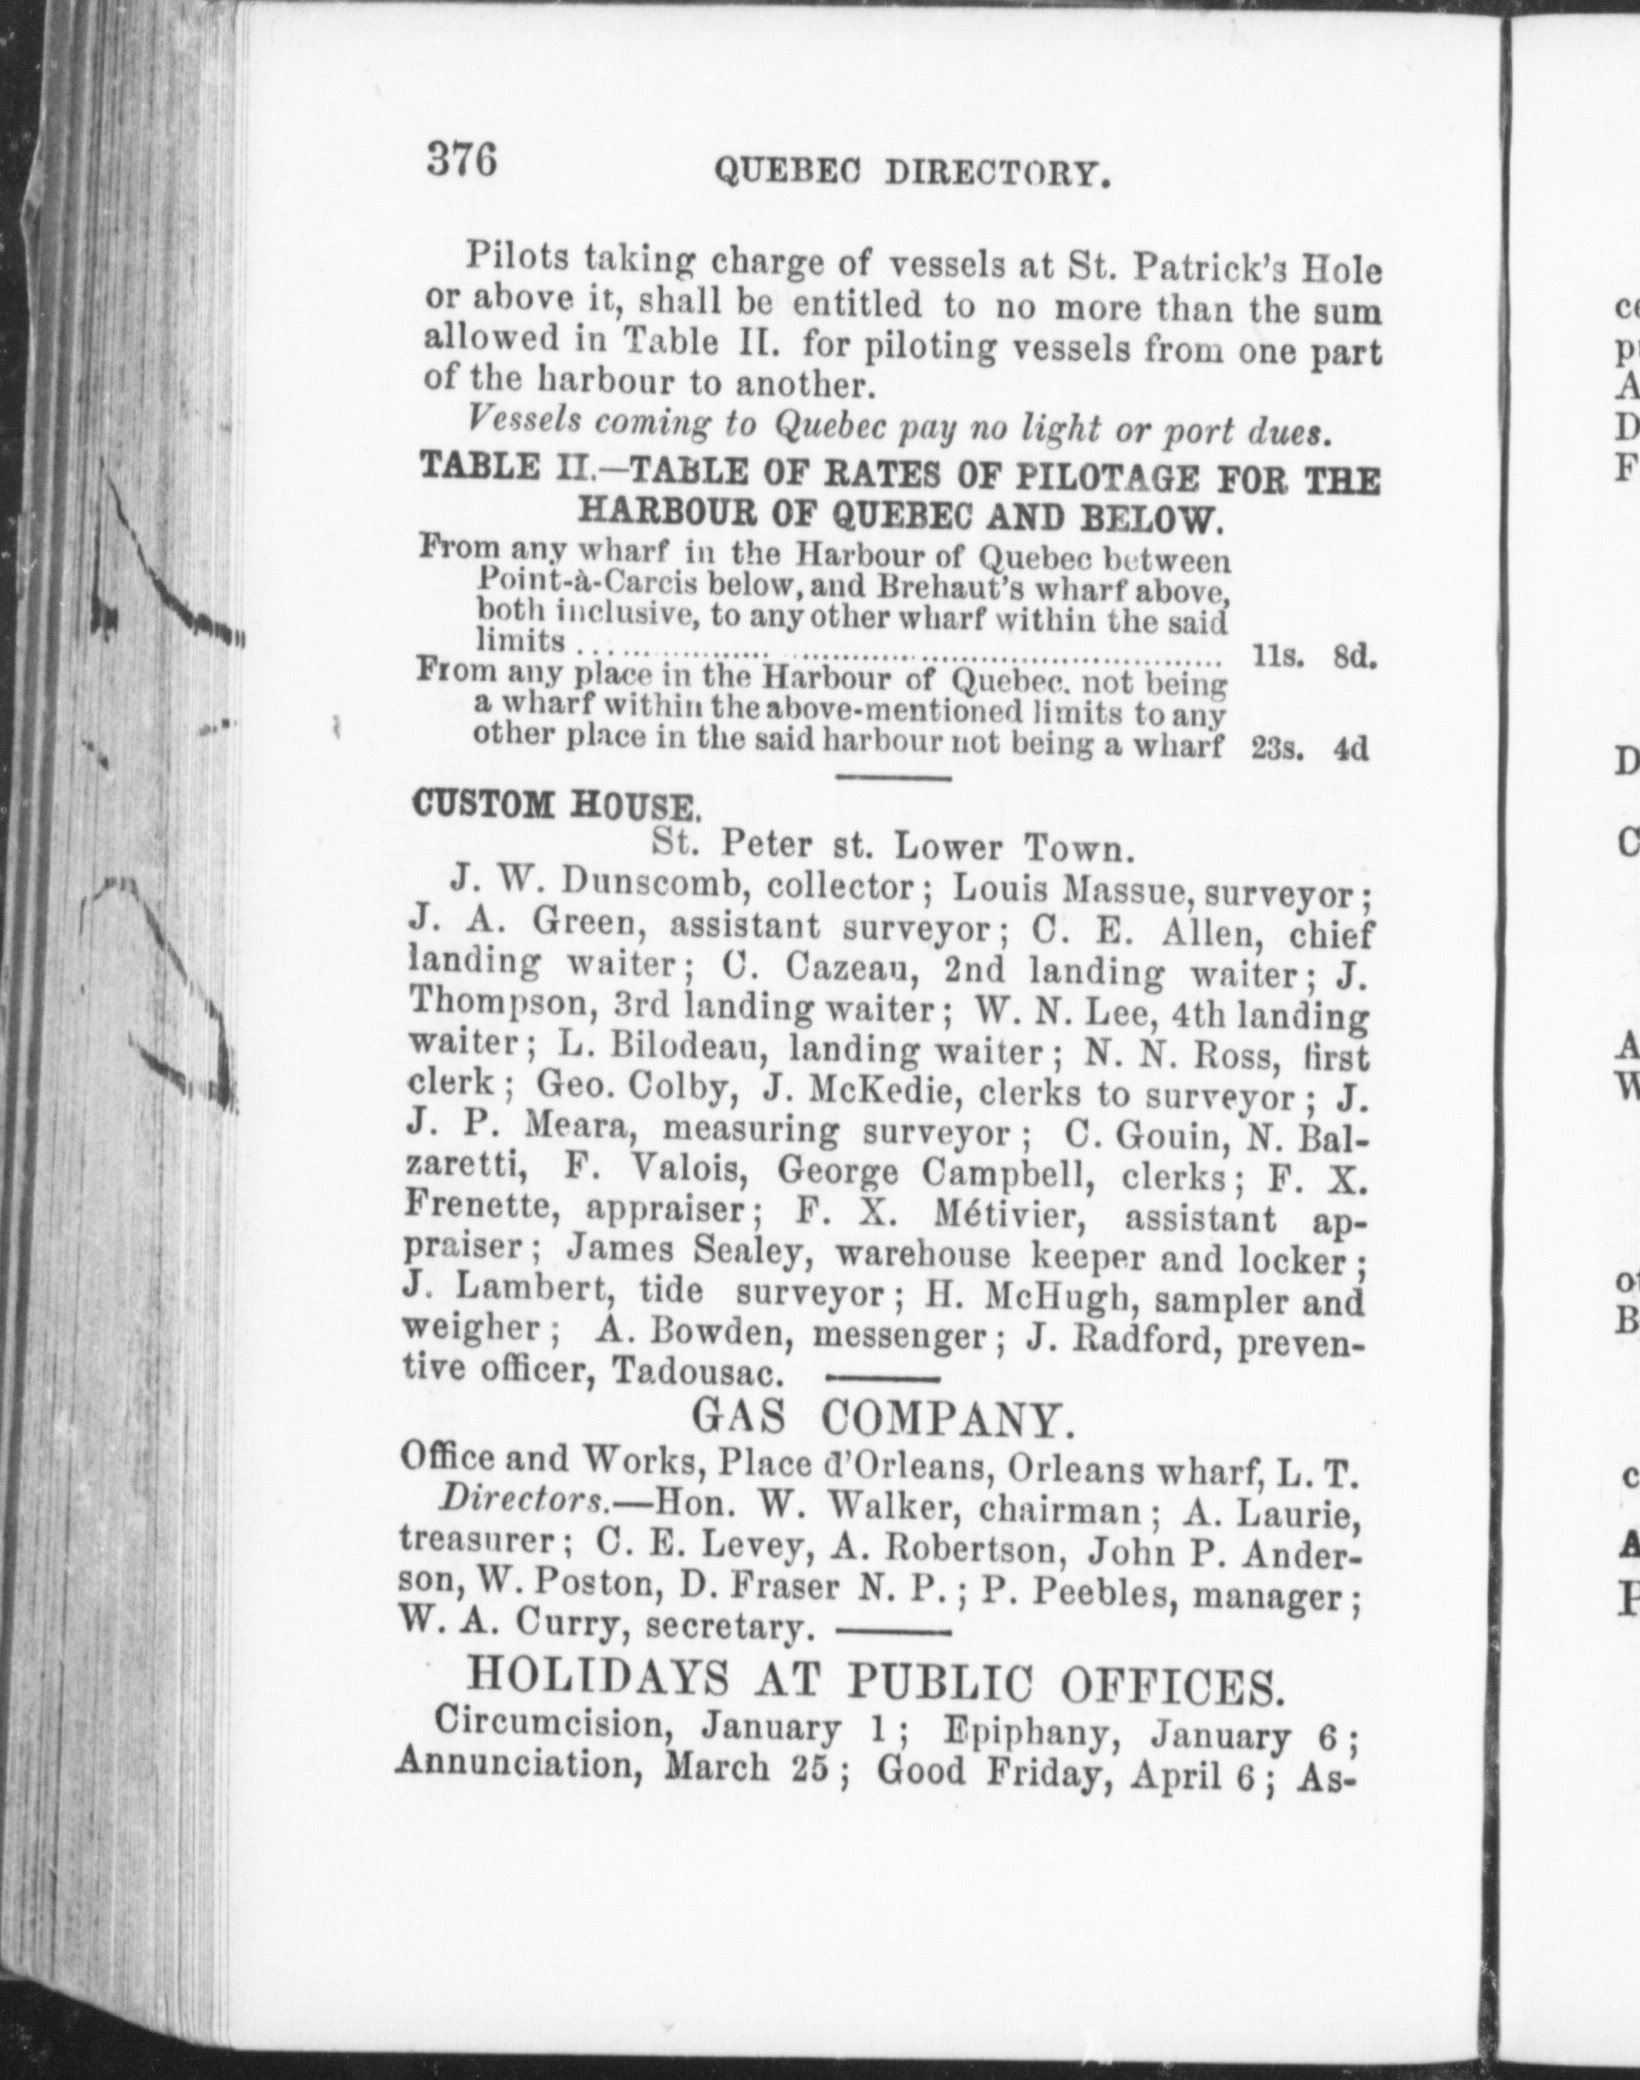 376 QUEBEC DIRECTORY.
Pilots taking charge of vessels at St. Patrick's Hole
or above it, shall be entitled to no more than the sum
allowed in Table II. for piloting vessels from one part
of the harbour to another.
Vessels coming to Quebec pay no light or port dues.
TABLE II.—TABLE OF RATES OF PILOTAGE FOR THE
HARBOUR OF QUEBEC AND BELOW.
From any wharf in the Harbour of Quebec between
Point-à-Carcis below, and Brehaut's wharf above,
both inclusive, to any other wharf within the said
limits ........................................................ 11s. 8d.
From any place in the Harbour of Quebec. not being
a wharf within the above-mentioned limits to any
other place in the said harbour not being a wharf 23s. 4d
CUSTOM HOUSE.
St. Peter st. Lower Town.
J. W. Dunscomb, collector; Louis Massue, surveyor;
J. A. Green, assistant surveyor; C. E. Allen, chief
landing waiter; C. Cazeau, 2nd landing waiter; J.
Thompson, 3rd landing waiter; W. N. Lee, 4th landing
waiter; L. Bilodeau, landing waiter; N. N. Ross, first
clerk; Geo. Colby, J. McKedie, clerks to surveyor; J.
J. P. Meara, measuring surveyor; C. Gouin, N. Bal-
zaretti, F. Valois, George Campbell, clerks; F. X.
Frenette, appraiser; F. X. Métivier, assistant ap-
praiser; James Sealey, warehouse keeper and locker;
J. Lambert, tide surveyor; H. McHugh, sampler and
weigher; A. Bowden, messenger; J. Radford, preven-
tive officer, Tadousac.
GAS COMPANY.
Office and Works, Place d'Orleans, Orleans wharf, L. T.
Directors.—Hon. W. Walker, chairman; A. Laurie,
treasurer; C. E. Levey, A. Robertson, John P. Ander-
son, W. Poston, D. Fraser N. P.; P. Peebles, manager;
W. A. Curry, secretary.
HOLIDAYS AT PUBLIC OFFICES.
Circumcision, January 1; Epiphany, January 6;
Annunciation, March 25; Good Friday, April 6; As-